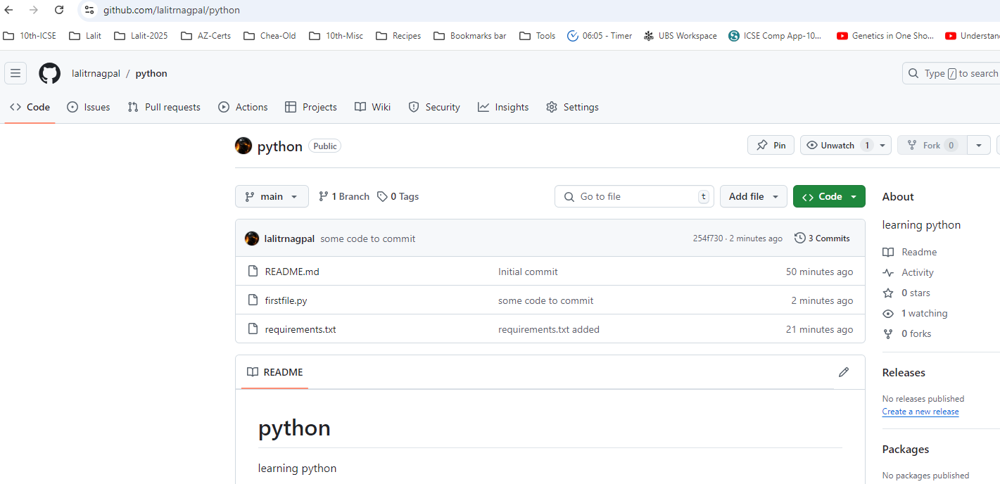 github.com/lalitrnagpal/python
10th-ICSE Lalit Lalit-2025 AZ-Certs Chea-Old 10th-Misc Recipes Bookmarks bar Tools 06:05 - Timer UBS Workspace ICSE Comp App-10... Genetics in One Sho... Understan
lalitrnagpal / python
Type / to search
Code Issues Pull requests Actions Projects Wiki Security Insights Settings
python Public
Pin Unwatch 1 Fork 0
main 1 Branch 0 Tags Go to file t Add file Code
lalitrnagpal some code to commit 254f730 · 2 minutes ago 3 Commits
README.md Initial commit 50 minutes ago
firstfile.py some code to commit 2 minutes ago
requirements.txt requirements.txt added 21 minutes ago
README
python
learning python
About
learning python
Readme
Activity
0 stars
1 watching
0 forks
Releases
No releases published
Create a new release
Packages
No packages published